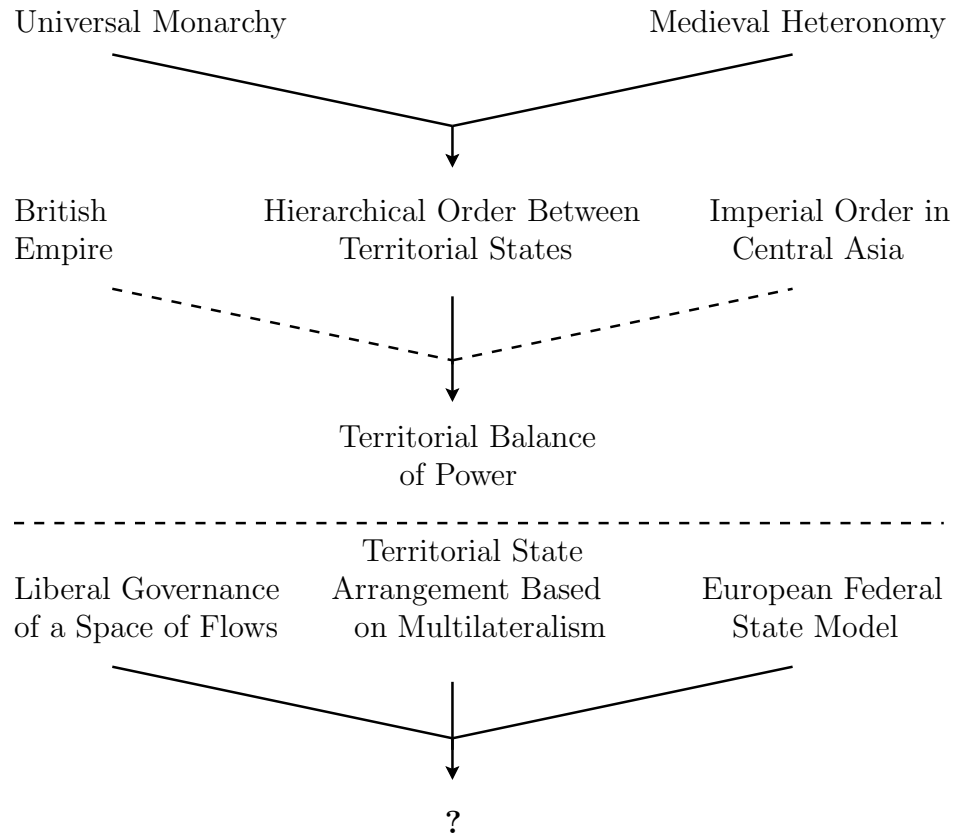 Universal Monarchy
Medieval Heteronomy
British
Empire
Hierarchical Order Between
Territorial States
Imperial Order in
Central Asia
Territorial Balance
of Power
Liberal Governance
of a Space of Flows
Territorial State
Arrangement Based
on Multilateralism
European Federal
State Model
?